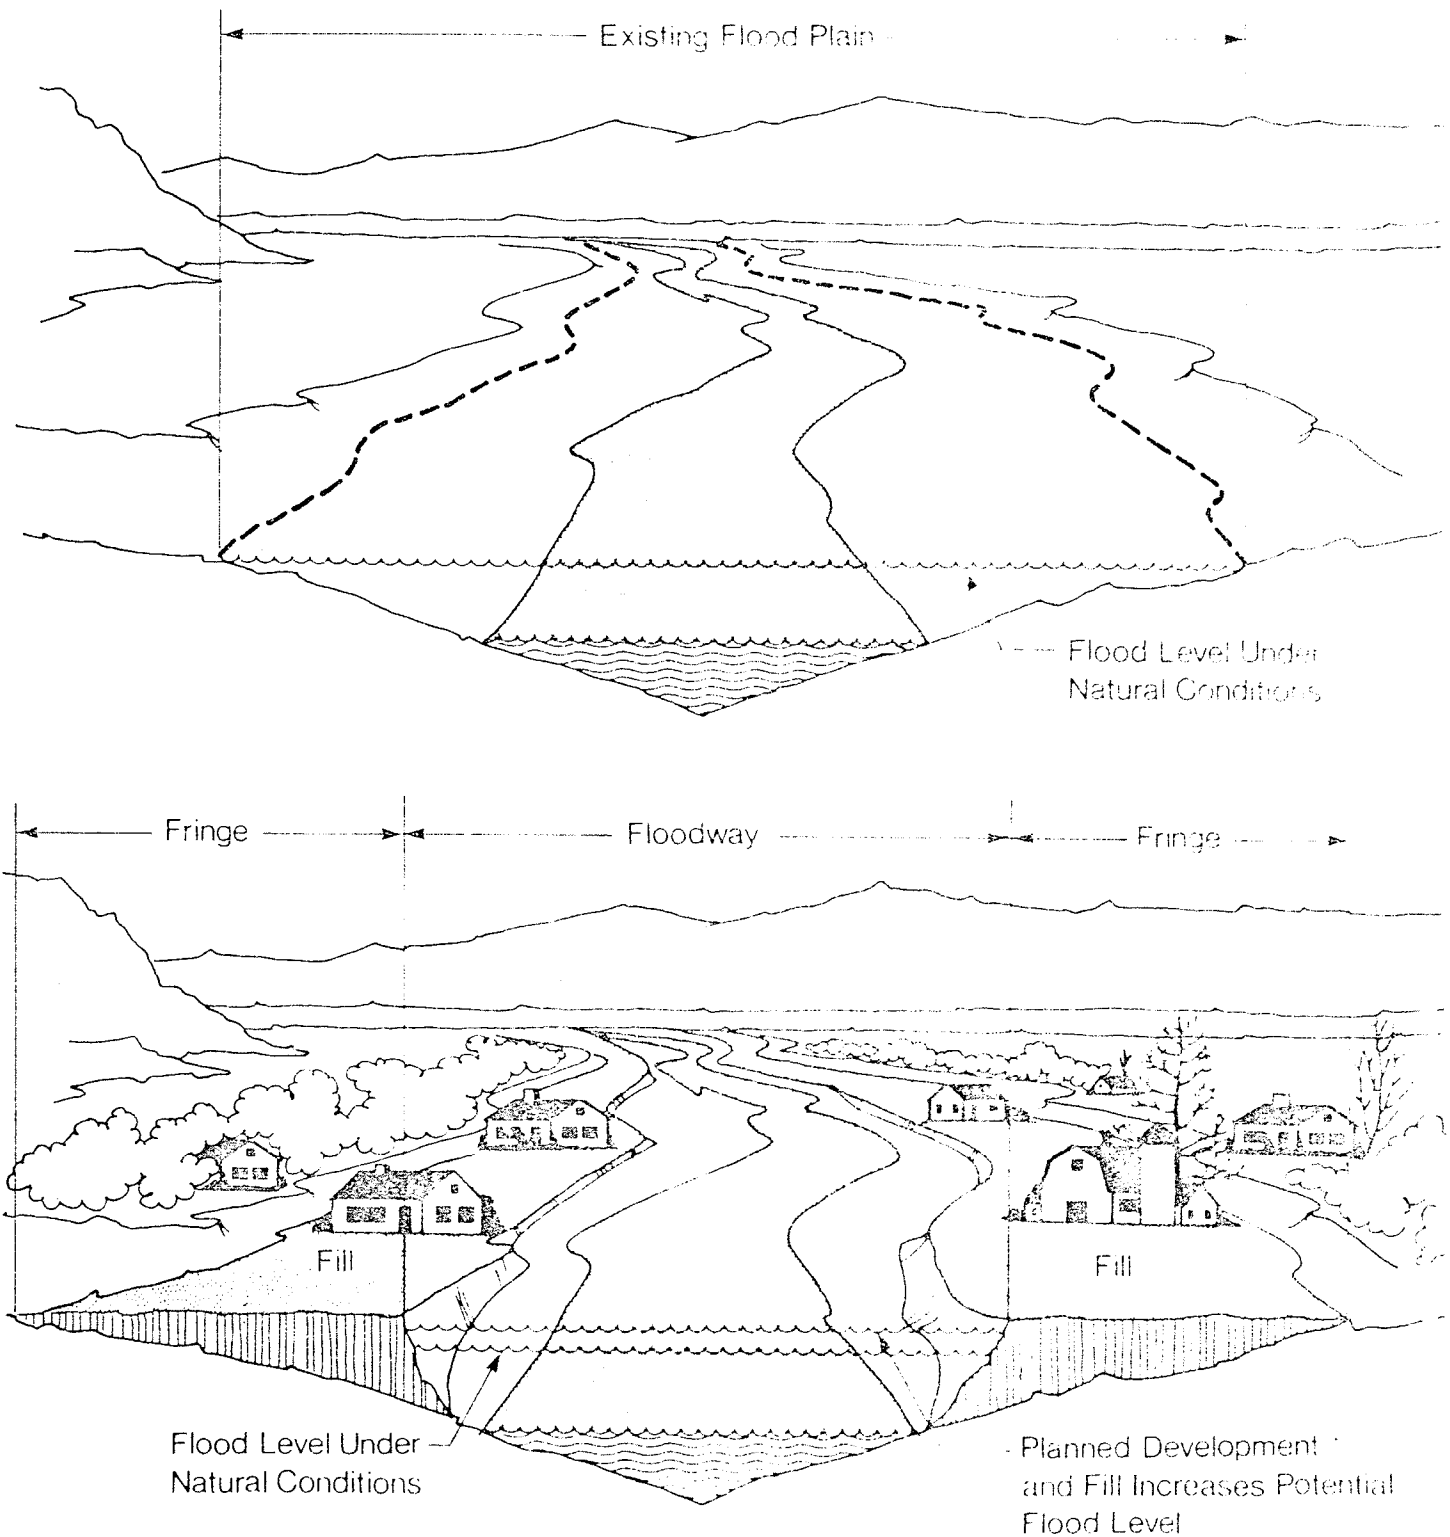 Existing Flood Plain
Flood Level Under
Natural Conditions
Fringe
Floodway
Fringe
Fill
Fill
Flood Level Under
Natural Conditions
Planned Development
and Fill Increases Potential
Flood Level